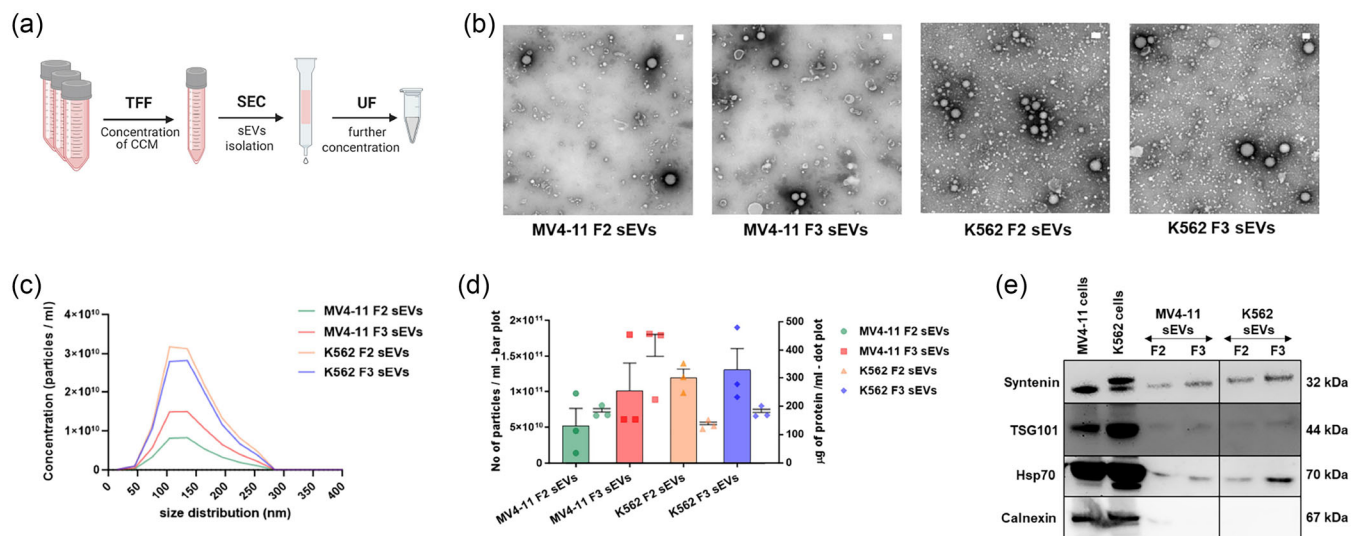 (a)
TFF
Concentration
of CCM
SEC
sEVs
isolation
UF
further
concentration
(b)
MV4-11 F2 sEVs
MV4-11 F3 sEVs
K562 F2 sEVs
K562 F3 sEVs
(c)
Concentration (particles / ml)
4×10¹⁰
3×10¹⁰
2×10¹⁰
1×10¹⁰
0
0
50
100
150
200
250
300
350
400
size distribution (nm)
MV4-11 F2 sEVs
MV4-11 F3 sEVs
K562 F2 sEVs
K562 F3 sEVs
(d)
No of particles / ml - bar plot
2×10¹¹
1.5×10¹¹
1×10¹¹
5×10¹⁰
0
500
400
300
200
100
0
µg of protein /ml - dot plot
MV4-11 F2 sEVs
MV4-11 F3 sEVs
K562 F2 sEVs
K562 F3 sEVs
MV4-11 F2 sEVs
MV4-11 F3 sEVs
K562 F2 sEVs
K562 F3 sEVs
(e)
MV4-11 cells
K562 cells
MV4-11
sEVs
K562
sEVs
F2 F3 F2 F3
Syntenin 32 kDa
TSG101 44 kDa
Hsp70 70 kDa
Calnexin 67 kDa